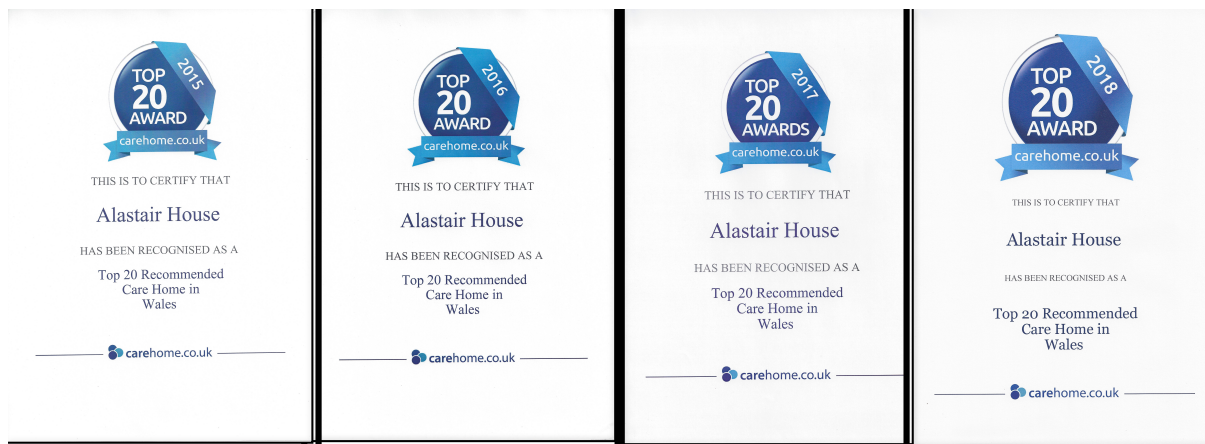 2015
TOP
20
AWARD
carehome.co.uk
THIS IS TO CERTIFY THAT
Alastair House
HAS BEEN RECOGNISED AS A
Top 20 Recommended
Care Home in
Wales
carehome.co.uk
2016
TOP
20
AWARD
carehome.co.uk
THIS IS TO CERTIFY THAT
Alastair House
HAS BEEN RECOGNISED AS A
Top 20 Recommended
Care Home in
Wales
carehome.co.uk
2017
TOP
20
AWARDS
carehome.co.uk
THIS IS TO CERTIFY THAT
Alastair House
HAS BEEN RECOGNISED AS A
Top 20 Recommended
Care Home in
Wales
carehome.co.uk
2018
TOP
20
AWARD
carehome.co.uk
THIS IS TO CERTIFY THAT
Alastair House
HAS BEEN RECOGNISED AS A
Top 20 Recommended
Care Home in
Wales
carehome.co.uk